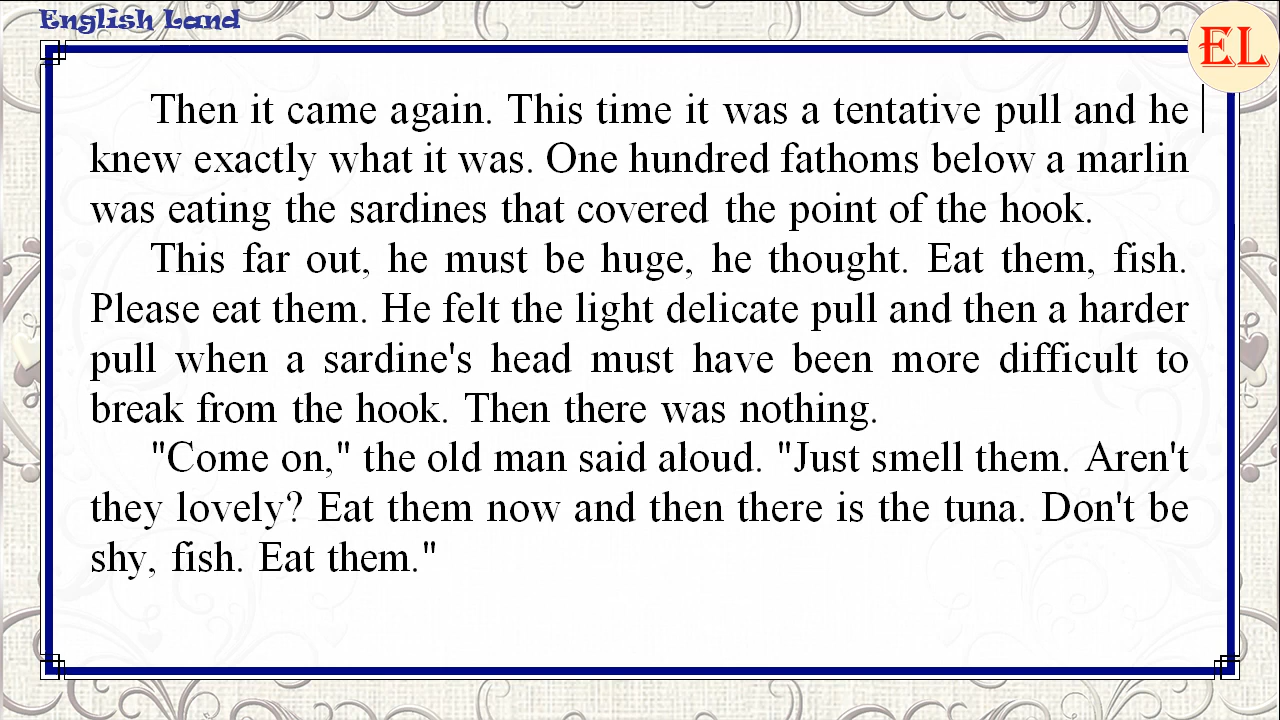 English Land
EL
Then it came again. This time it was a tentative pull and he
knew exactly what it was. One hundred fathoms below a marlin
was eating the sardines that covered the point of the hook.
This far out, he must be huge, he thought. Eat them, fish.
Please eat them. He felt the light delicate pull and then a harder
pull when a sardine's head must have been more difficult to
break from the hook. Then there was nothing.
"Come on," the old man said aloud. "Just smell them. Aren't
they lovely? Eat them now and then there is the tuna. Don't be
shy, fish. Eat them."